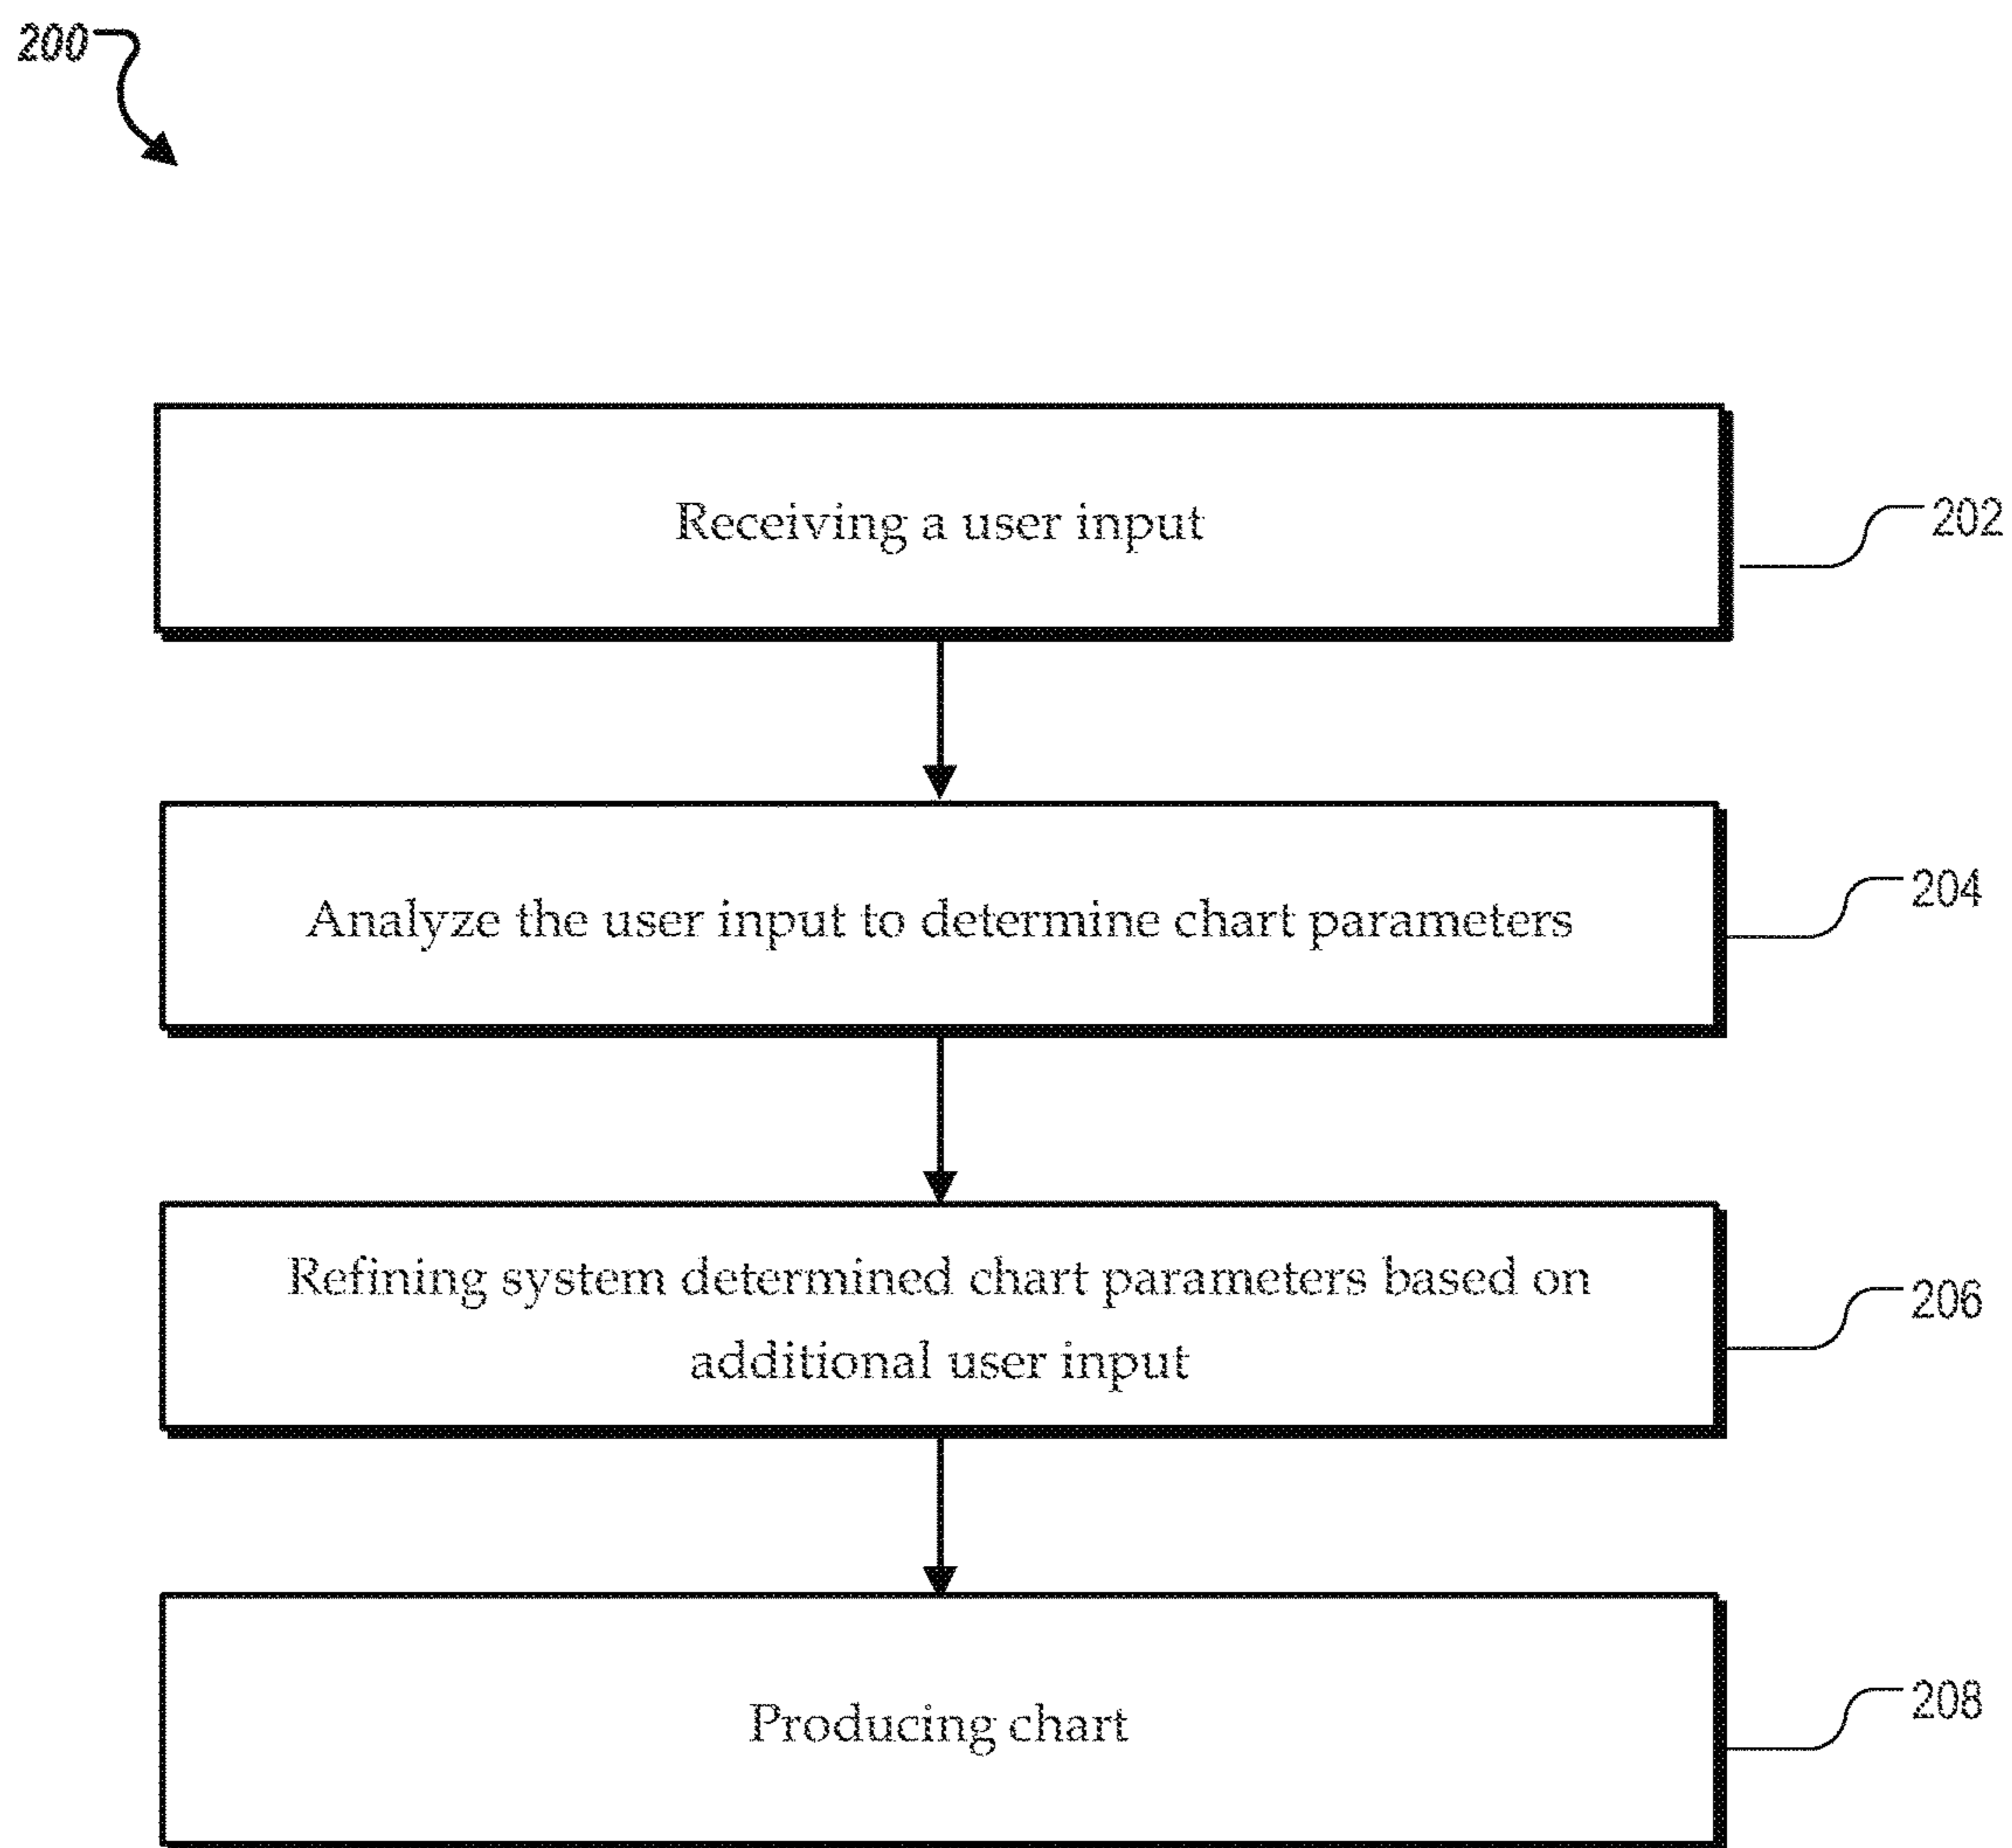 200
Receiving a user input
202
Analyze the user input to determine chart parameters
204
Refining system determined chart parameters based on
additional user input
206
Producing chart
208